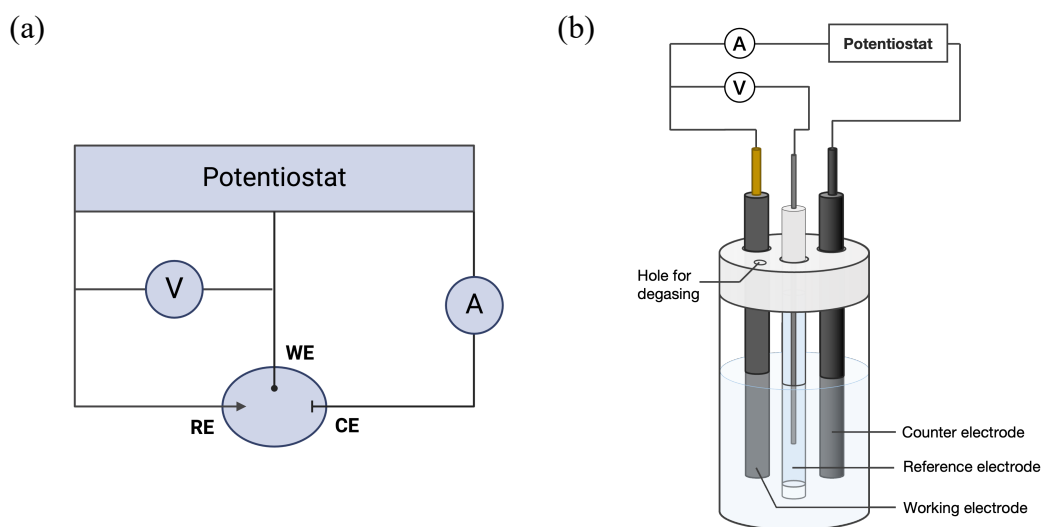 (a)
Potentiostat
V
A
WE
RE
CE
(b)
A
Potentiostat
V
Hole for
degasing
Counter electrode
Reference electrode
Working electrode